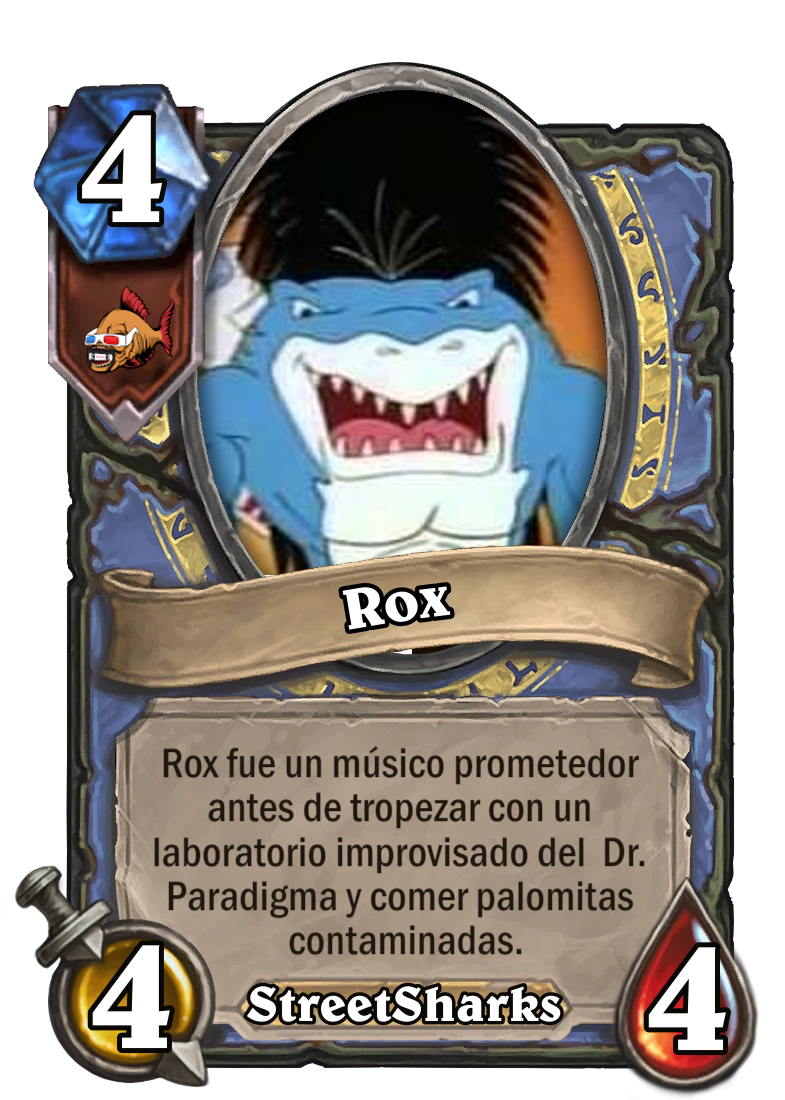 4
Rox
Rox fue un músico prometedor
antes de tropezar con un
laboratorio improvisado del  Dr.
Paradigma y comer palomitas
contaminadas.
4
StreetSharks
4